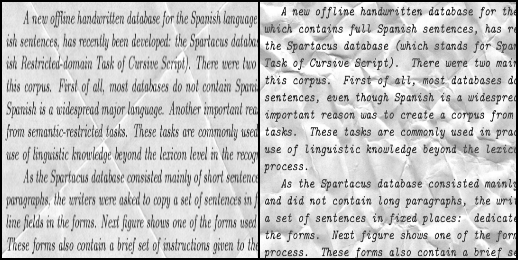 A new offline handwritten database for the Spanish language
ish sentences, has recently been developed: the Spartacus databa
ish Restricted-domain Task of Cursive Script). There were two
this corpus. First of all, most databases do not contain Spani
Spanish is a widespread major language. Another important rea
from semantic-restricted tasks. These tasks are commonly used
use of linguistic knowledge beyond the lexicon level in the recogn
As the Spartacus database consisted mainly of short sentence
paragraphs, the writers were asked to copy a set of sentences in f
line fields in the forms. Next figure shows one of the forms used
These forms also contain a brief set of instructions given to the
A new offline handwritten database for the
which contains full Spanish sentences, has re
the Spartacus database (which stands for Span
Task of Cursive Script). There were two main
this corpus. First of all, most databases do
sentences, even though Spanish is a widespread
important reason was to create a corpus from
tasks. These tasks are commonly used in prac
use of linguistic knowledge beyond the lexico
process.
As the Spartacus database consisted mainly
and did not contain long paragraphs, the writ
a set of sentences in fixed places: dedicate
the forms. Next figure shows one of the form
process. These forms also contain a brief se